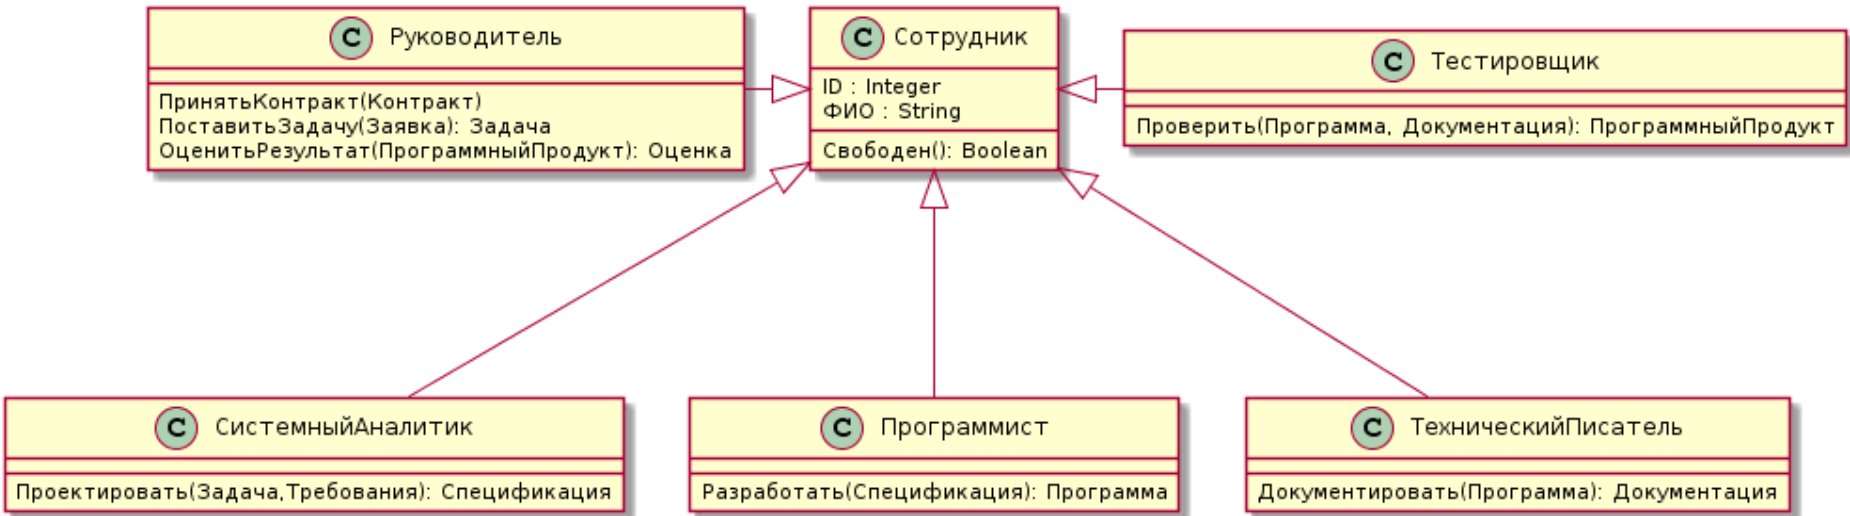 C Руководитель
ПринятьКонтракт(Контракт)
ПоставитьЗадачу(Заявка): Задача
ОценитьРезультат(ПрограммныйПродукт): Оценка
C Сотрудник
ID : Integer
ФИО : String
Свободен(): Boolean
C Тестировщик
Проверить(Программа, Документация): ПрограммныйПродукт
C СистемныйАналитик
Проектировать(Задача,Требования): Спецификация
C Программист
Разработать(Спецификация): Программа
C ТехническийПисатель
Документировать(Программа): Документация